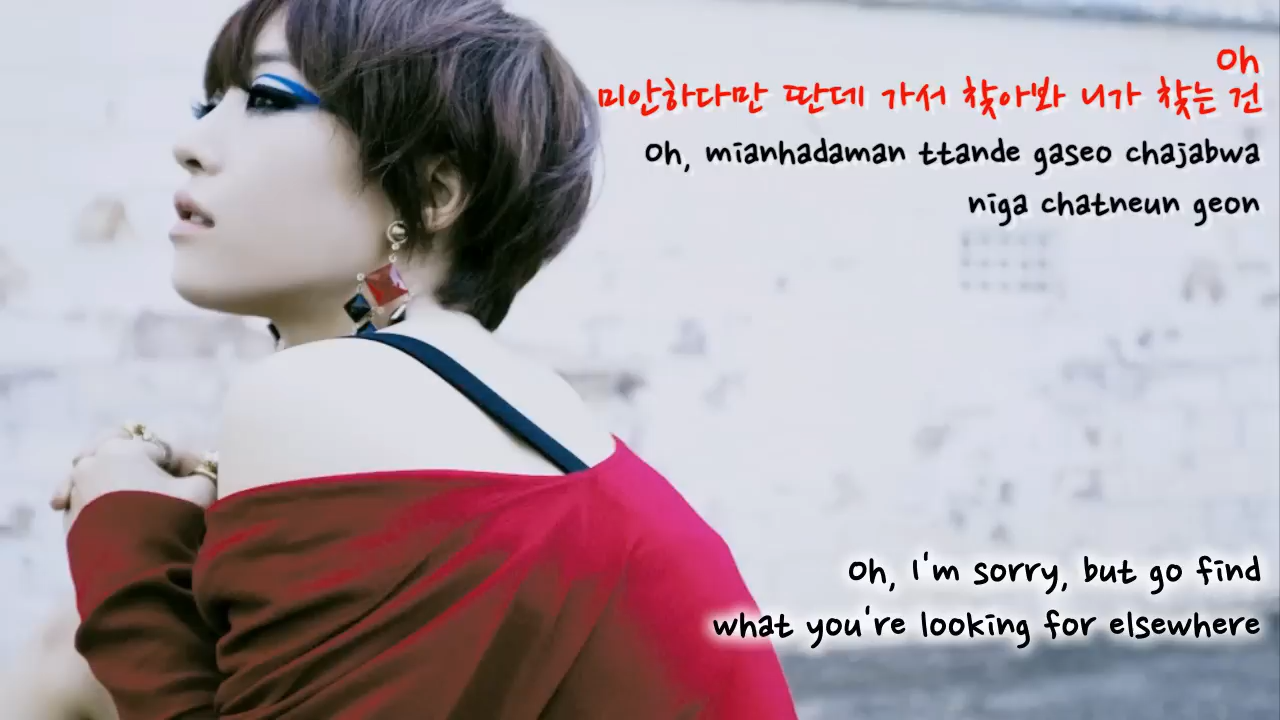 Oh
미안하다만 딴데 가서 찾아봐 니가 찾는 건
Oh, mianhadaman ttande gaseo chajabwa
niga chatneun geon
Oh, I'm sorry, but go find
what you're looking for elsewhere